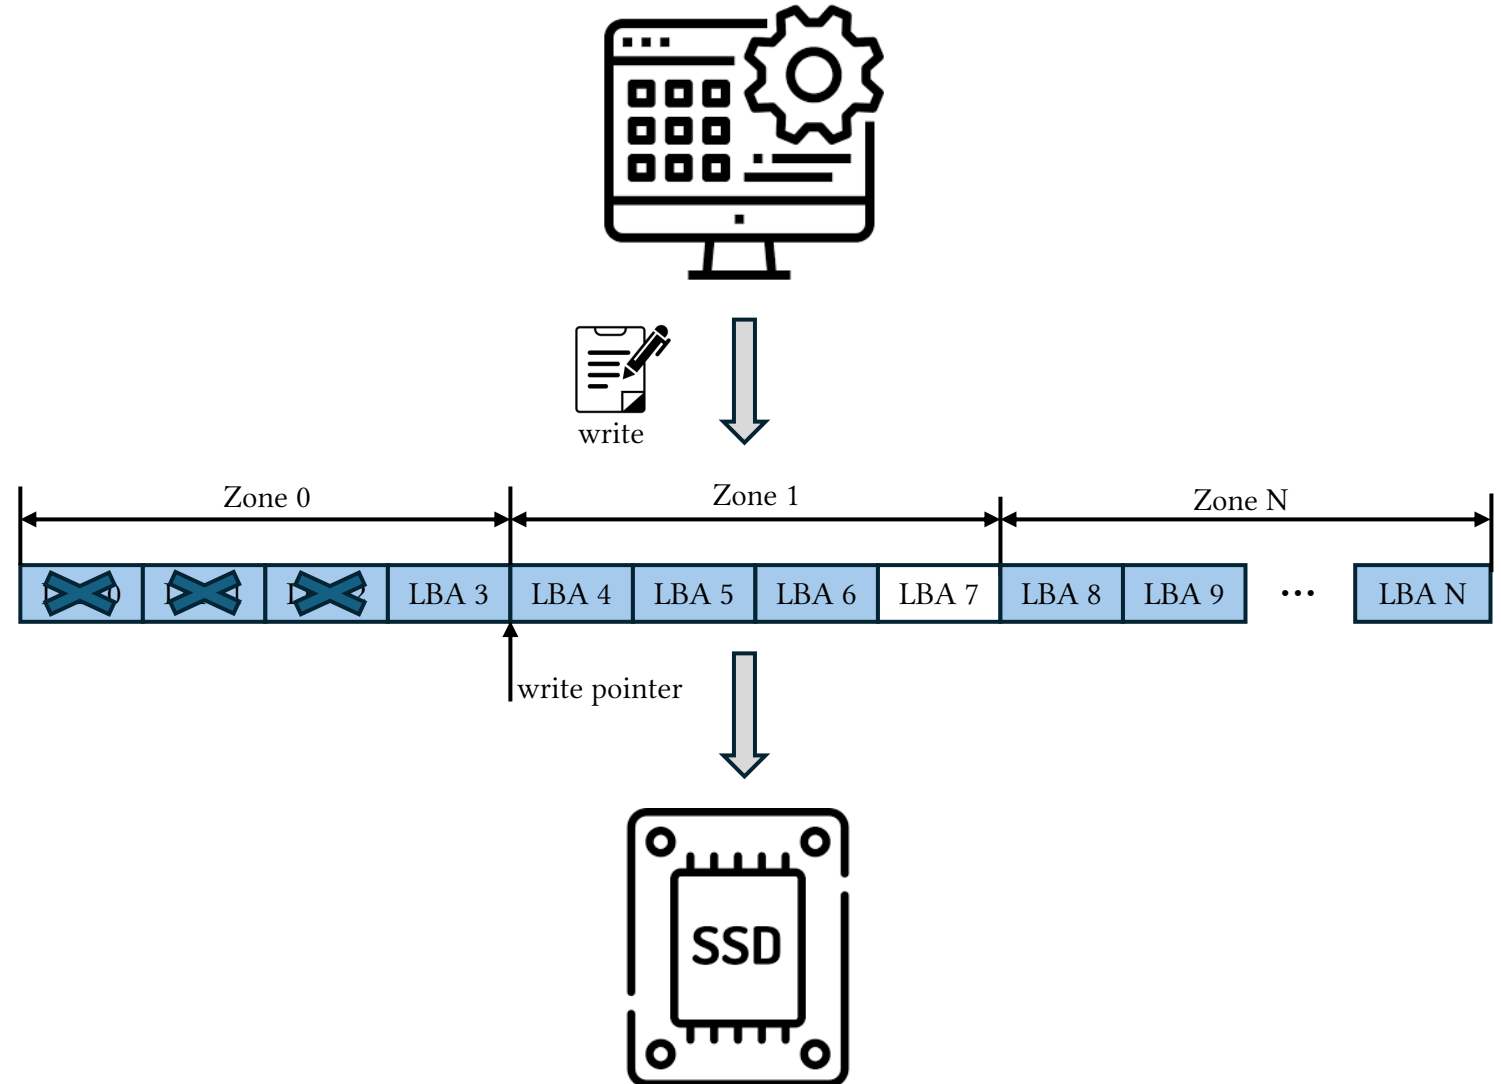 write
Zone 0 Zone 1 Zone N
LBA 3 LBA 4 LBA 5 LBA 6 LBA 7 LBA 8 LBA 9 ... LBA N
write pointer
SSD